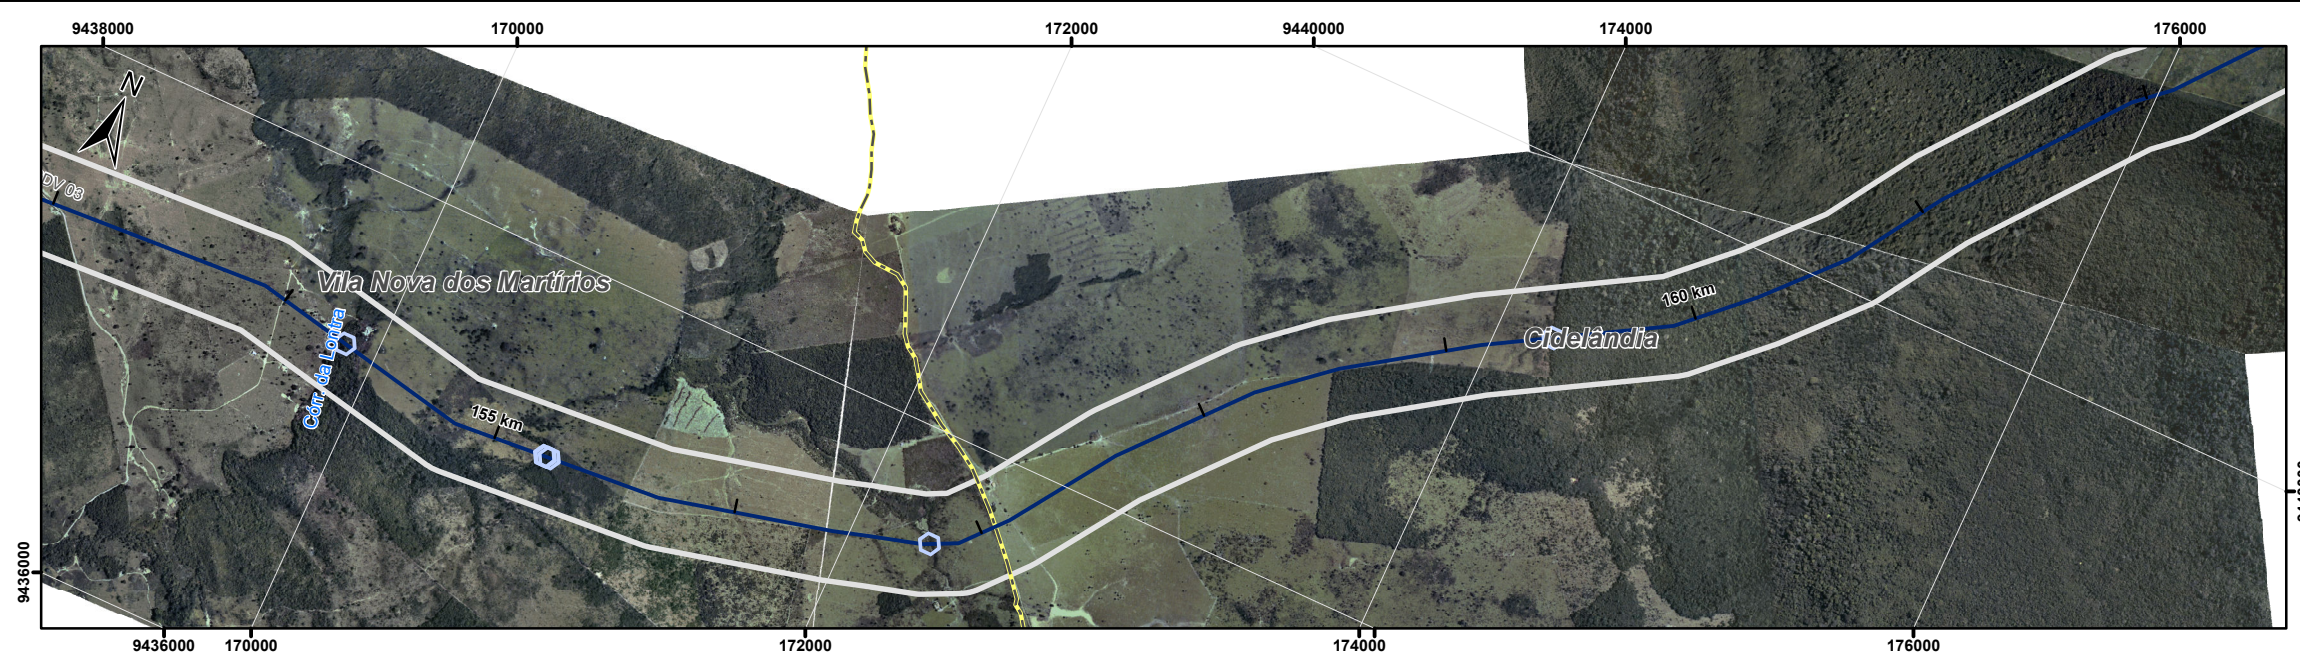 9438000 170000 172000 9440000 174000 176000
N
DV 03
Vila Nova dos Martírios
160 km
Cidelândia
Córr. da Lontra
155 km
9436000
9436000 170000 172000 174000 176000